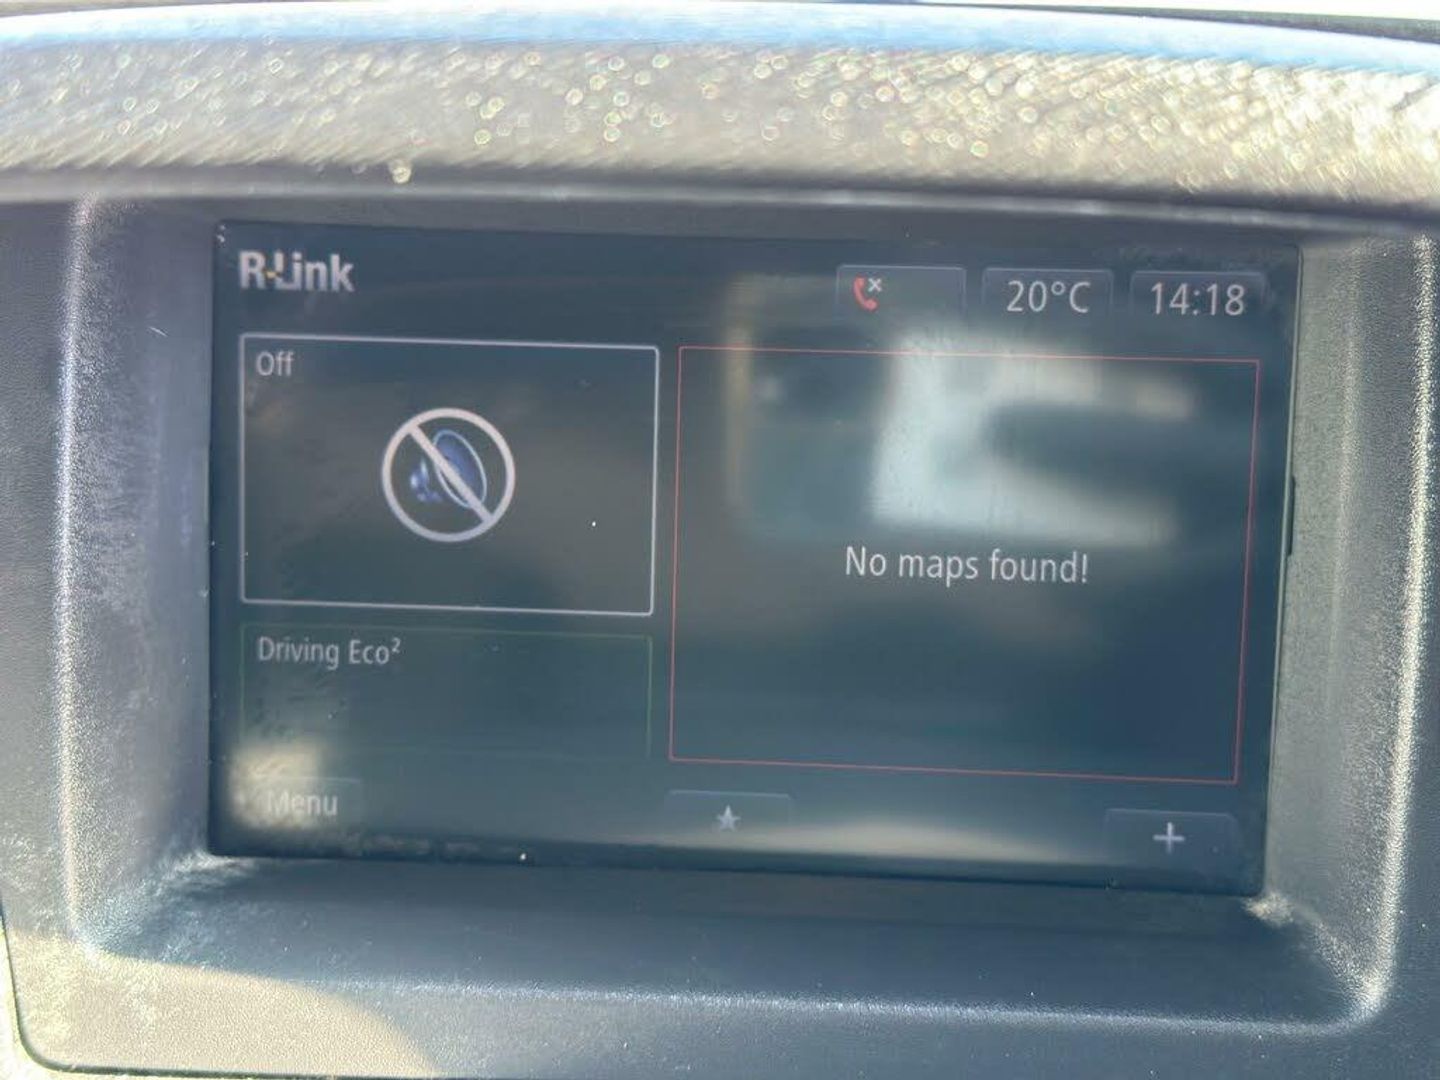 R-Link
20°C
14:18
Off
No maps found!
Driving Eco²
Menu